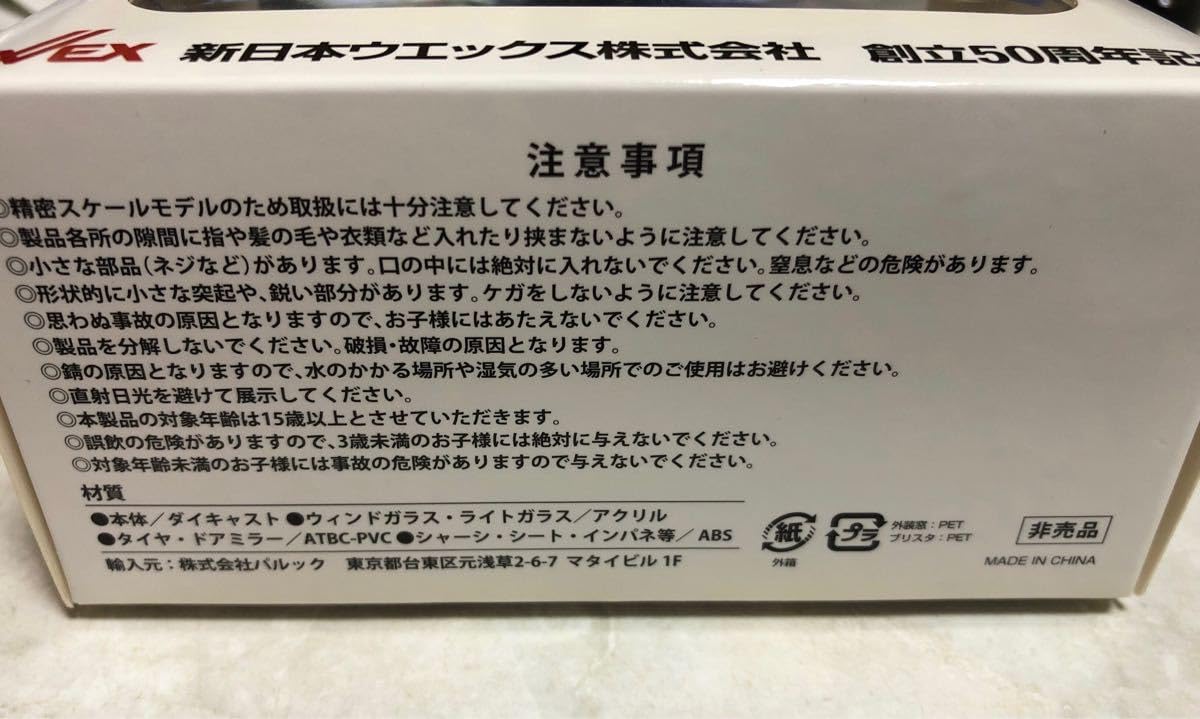 WEX 新日本ウエックス株式会社 創立50周年記
注意事項
◎精密スケールモデルのため取扱には十分注意してください。
◎製品各所の隙間に指や髪の毛や衣類など入れたり挟まないように注意してください。
◎小さな部品(ネジなど)があります。口の中には絶対に入れないでください。窒息などの危険があります。
◎形状的に小さな突起や、鋭い部分があります。ケガをしないように注意してください。
◎思わぬ事故の原因となりますので、お子様にはあたえないでください。
◎製品を分解しないでください。破損・故障の原因となります。
◎錆の原因となりますので、水のかかる場所や湿気の多い場所でのご使用はお避けください。
◎直射日光を避けて展示してください。
◎本製品の対象年齢は15歳以上とさせていただきます。
◎誤飲の危険がありますので、3歳未満のお子様には絶対に与えないでください。
◎対象年齢未満のお子様には事故の危険がありますので与えないでください。
材質
●本体/ダイキャスト ●ウィンドガラス・ライトガラス/アクリル
●タイヤ・ドアミラー/ATBC-PVC ●シャーシ・シート・インパネ等/ABS
輸入元:株式会社パルック 東京都台東区元浅草2-6-7 マタイビル 1F
紙
外箱
プラ
外装窓:PET
ブリスタ:PET
非売品
MADE IN CHINA